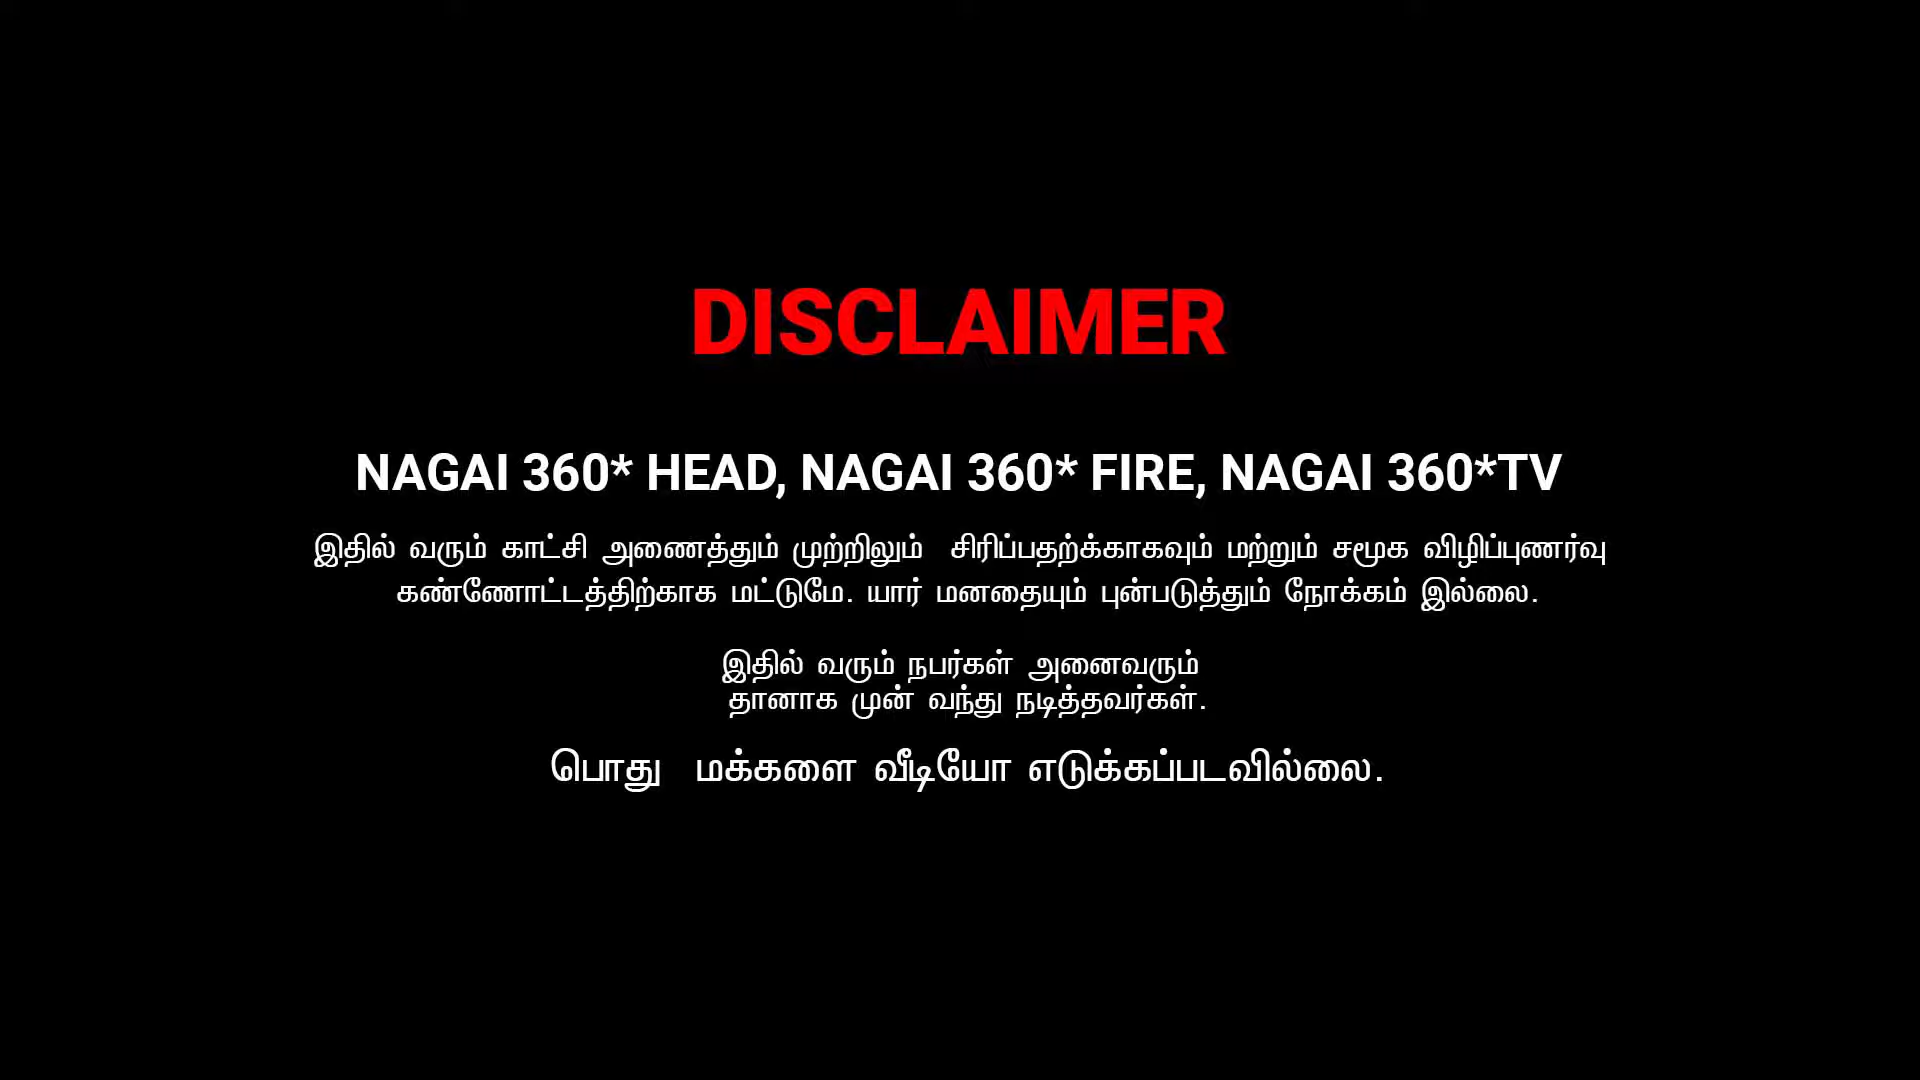 DISCLAIMER
NAGAI 360* HEAD, NAGAI 360* FIRE, NAGAI 360*TV
இதில் வரும் காட்சி அணைத்தும் முற்றிலும் சிரிப்பதற்க்காகவும் மற்றும் சமூக விழிப்புணர்வு
கண்ணோட்டத்திற்காக மட்டுமே. யார் மனதையும் புன்படுத்தும் நோக்கம் இல்லை.
இதில் வரும் நபர்கள் அனைவரும்
தானாக முன் வந்து நடித்தவர்கள்.
பொது மக்களை வீடியோ எடுக்கப்படவில்லை.